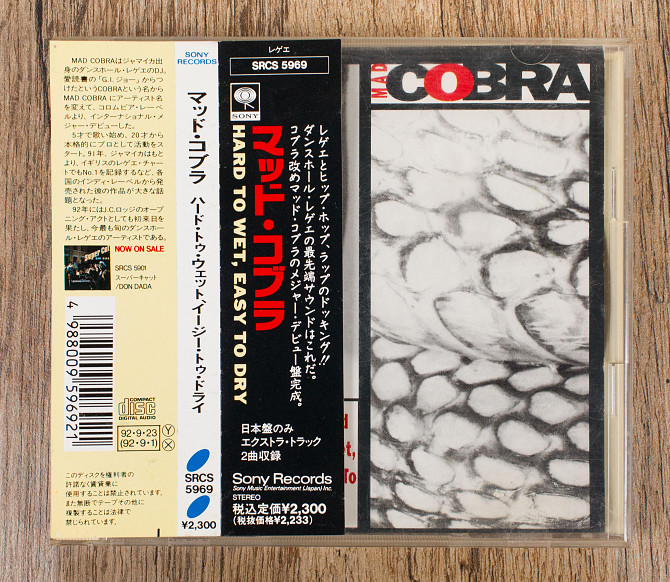 MAD COBRAはジャマイカ出
身のダンスホール・レゲエのDJ。
愛読書の「G.I.ジョー」からつ
けたというCOBRAという名から
MAD COBRAにアーティスト名
を変えて、コロムビア・レーベ
ルより、インターナショナル・メ
ジャー・デビューした。
5才で歌い始め、20才から
本格的にプロとして活動をス
タート。91年、ジャマイカはもと
より、イギリスのレゲエ・チャー
トでもNo.1を記録するなど、各
国のインディ・レーベルから発
売された彼の作品が大きな話
題となった。
92年にはJ.C.ロッジのオープ
ニング・アクトとしても初来日を
果たし、今最も旬のダンスホー
ル・レゲエのアーティストである。
NOW ON SALE
SRCS 5901
スーパーキャット
/DON DADA
4 988009 596921
COMPACT
disc
DIGITAL AUDIO
92・9・23
(92・9・1)
Y
X
このディスクを権利者の
許諾なく賃貸業に
使用することは禁止されています。
また無断でテープその他に
複製することは法律で
禁じられています。
SONY
RECORDS
マッド・コブラ
ハード・トゥ・ウェット、イージー・トゥ・ドライ
SRCS
5969
¥2,300
レゲエ
SRCS 5969
SONY
マッド・コブラ
HARD TO WET, EASY TO DRY
レゲエとヒップ・ホップ、ラップのドッキング!!
ダンスホール・レゲエの最先端サウンドはこれだ。
コブラ改めマッド・コブラのメジャー・デビュー盤完成。
日本盤のみ
エクストラ・トラック
2曲収録
Sony Records
Sony Music Entertainment (Japan) Inc.
STEREO
税込定価¥2,300
(税抜価格¥2,233)
MAD
COBRA
To